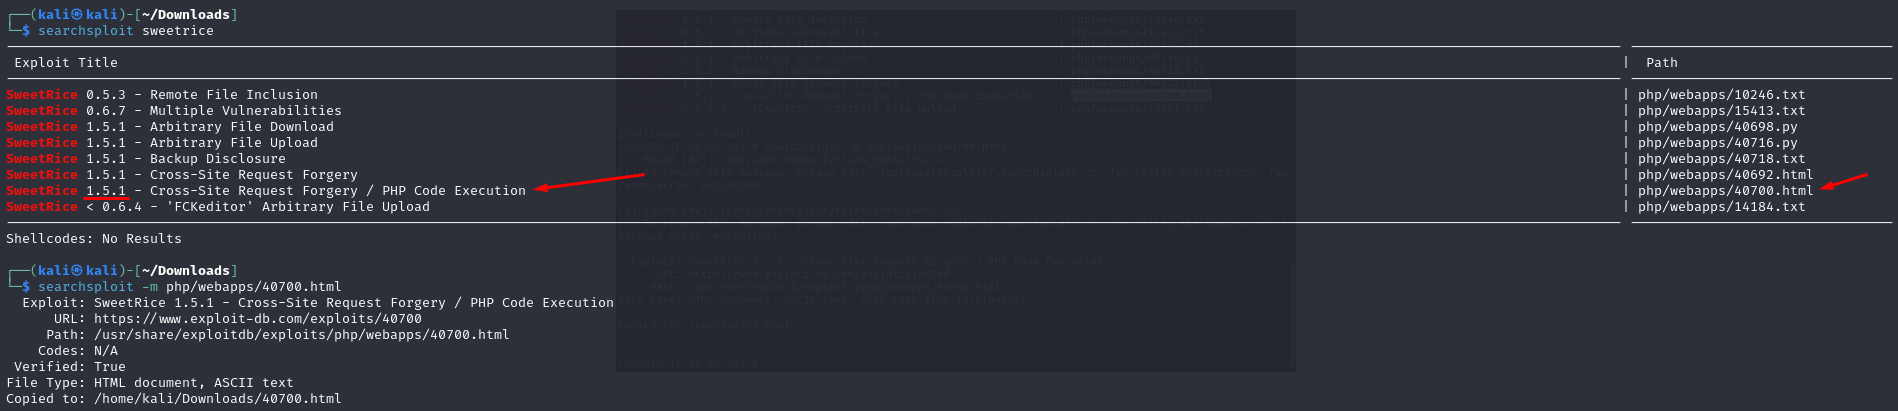 ┌──(kali㉿kali)-[~/Downloads]
└─$ searchsploit sweetrice
Exploit Title | Path
SweetRice 0.5.3 - Remote File Inclusion | php/webapps/10246.txt
SweetRice 0.6.7 - Multiple Vulnerabilities | php/webapps/15413.txt
SweetRice 1.5.1 - Arbitrary File Download | php/webapps/40698.py
SweetRice 1.5.1 - Arbitrary File Upload | php/webapps/40716.py
SweetRice 1.5.1 - Backup Disclosure | php/webapps/40718.txt
SweetRice 1.5.1 - Cross-Site Request Forgery | php/webapps/40692.html
SweetRice 1.5.1 - Cross-Site Request Forgery / PHP Code Execution | php/webapps/40700.html
SweetRice < 0.6.4 - 'FCKeditor' Arbitrary File Upload | php/webapps/14184.txt
Shellcodes: No Results
┌──(kali㉿kali)-[~/Downloads]
└─$ searchsploit -m php/webapps/40700.html
Exploit: SweetRice 1.5.1 - Cross-Site Request Forgery / PHP Code Execution
URL: https://www.exploit-db.com/exploits/40700
Path: /usr/share/exploitdb/exploits/php/webapps/40700.html
Codes: N/A
Verified: True
File Type: HTML document, ASCII text
Copied to: /home/kali/Downloads/40700.html